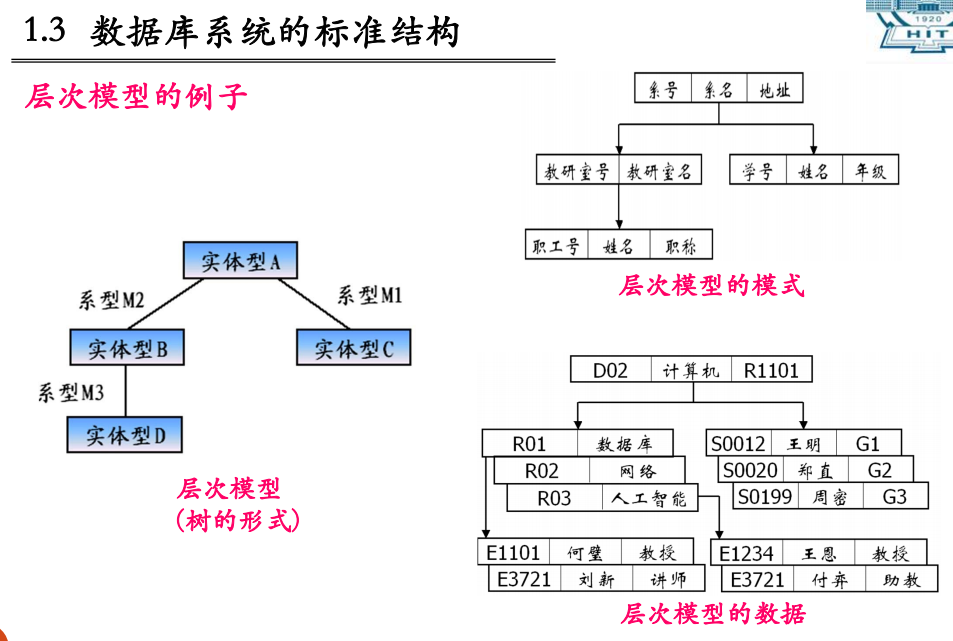 1.3 数据库系统的标准结构
1920
HIT
层次模型的例子
系号 系名 地址
教研室号 教研室名
学号 姓名 年级
职工号 姓名 职称
层次模型的模式
实体型A
系型M2
系型M1
实体型B
实体型C
系型M3
实体型D
层次模型
(树的形式)
D02 计算机 R1101
R01 数据库
R02 网络
R03 人工智能
S0012 王明 G1
S0020 郑直 G2
S0199 周密 G3
E1101 何璧 教授
E3721 刘新 讲师
E1234 王恩 教授
E3721 付弈 助教
层次模型的数据